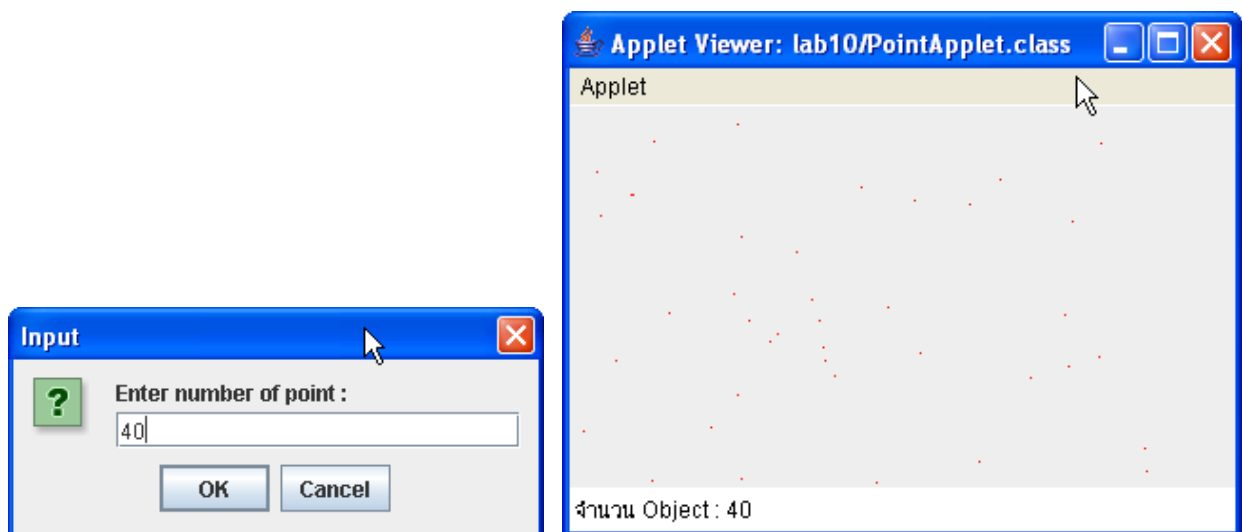 Input
Enter number of point :
40
OK
Cancel
Applet Viewer: lab10/PointApplet.class
Applet
จำนวน Object : 40